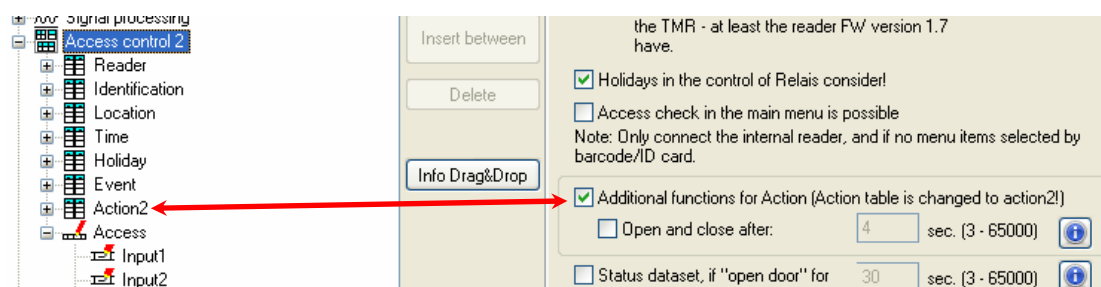 Signal processing
Access control 2
Reader
Identification
Location
Time
Holiday
Event
Action2
Access
Input1
Input2
Insert between
Delete
Info Drag&Drop
the TMR - at least the reader FW version 1.7
have.
Holidays in the control of Relais consider!
Access check in the main menu is possible
Note: Only connect the internal reader, and if no menu items selected by
barcode/ID card.
Additional functions for Action (Action table is changed to action2!)
Open and close after: 4 sec. (3 - 65000)
Status dataset, if "open door" for 30 sec. (3 - 65000)